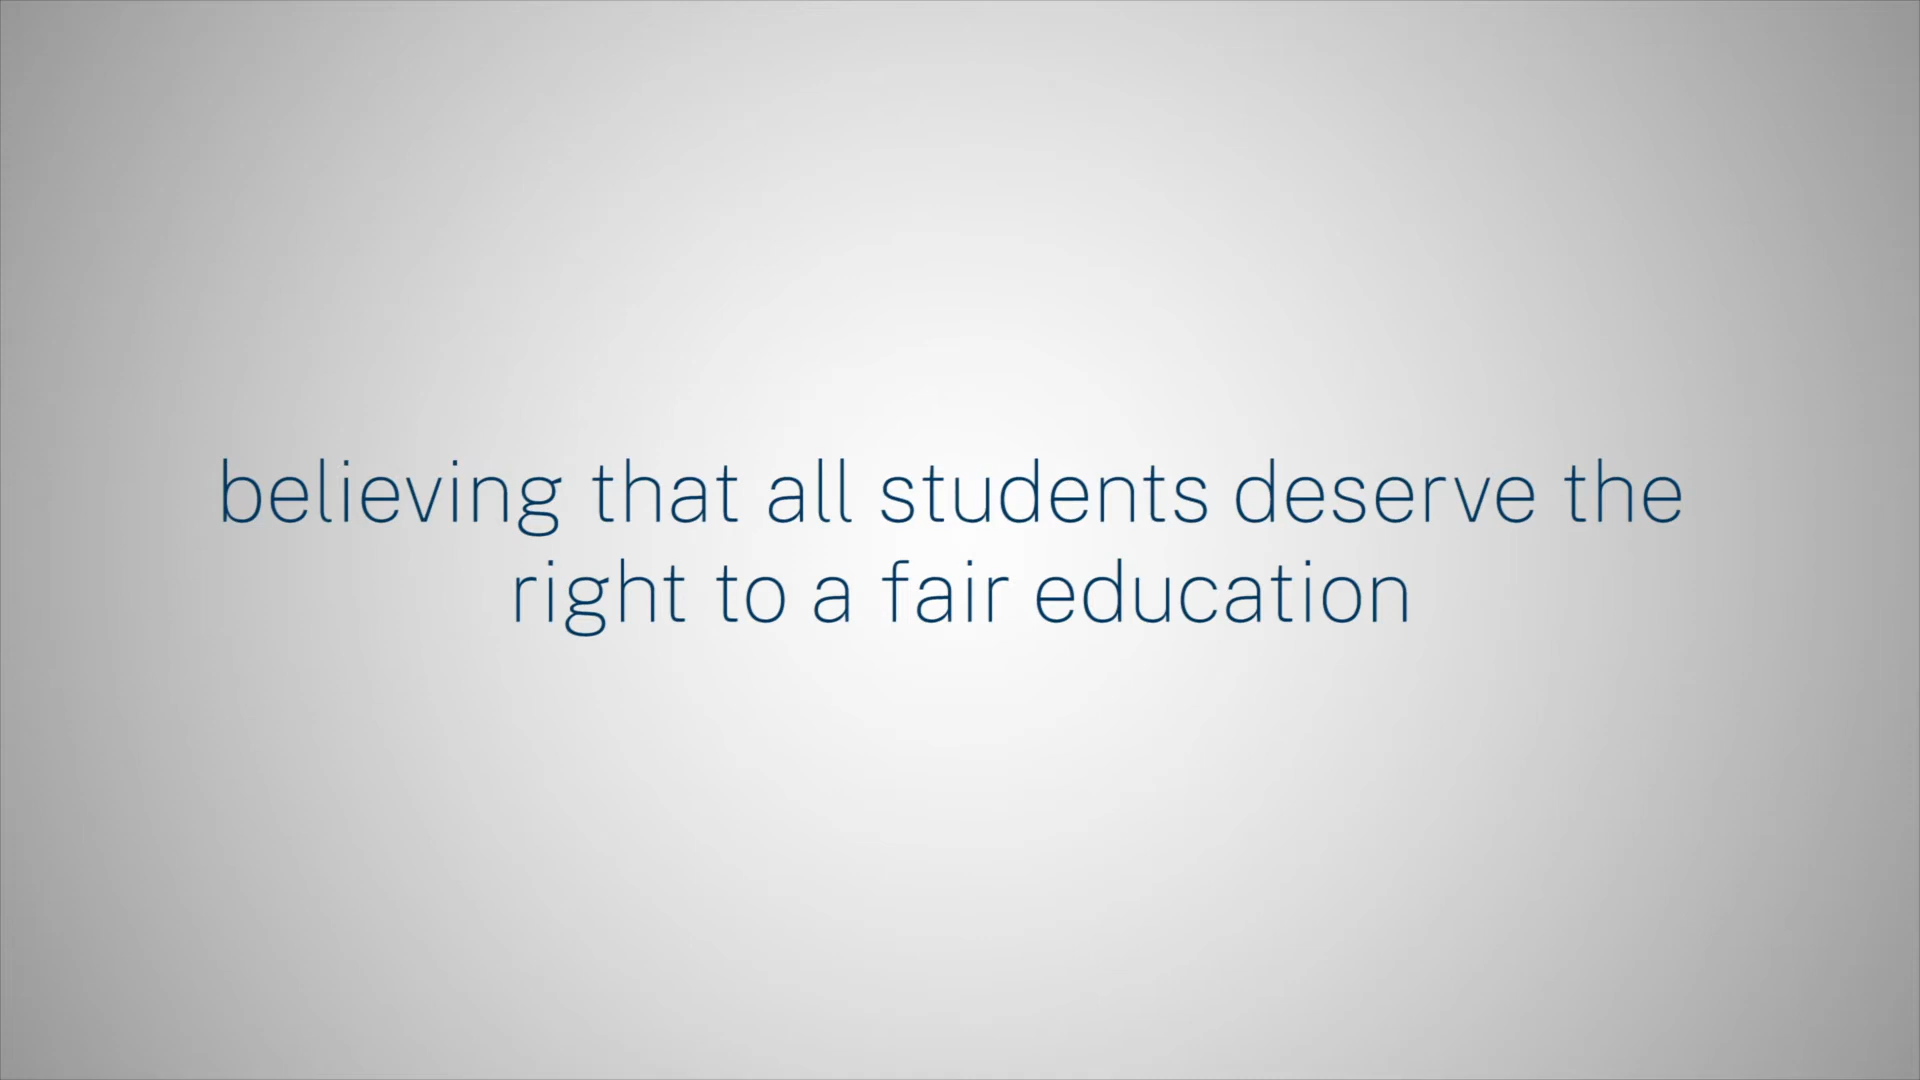 believing that all students deserve the
right to a fair education